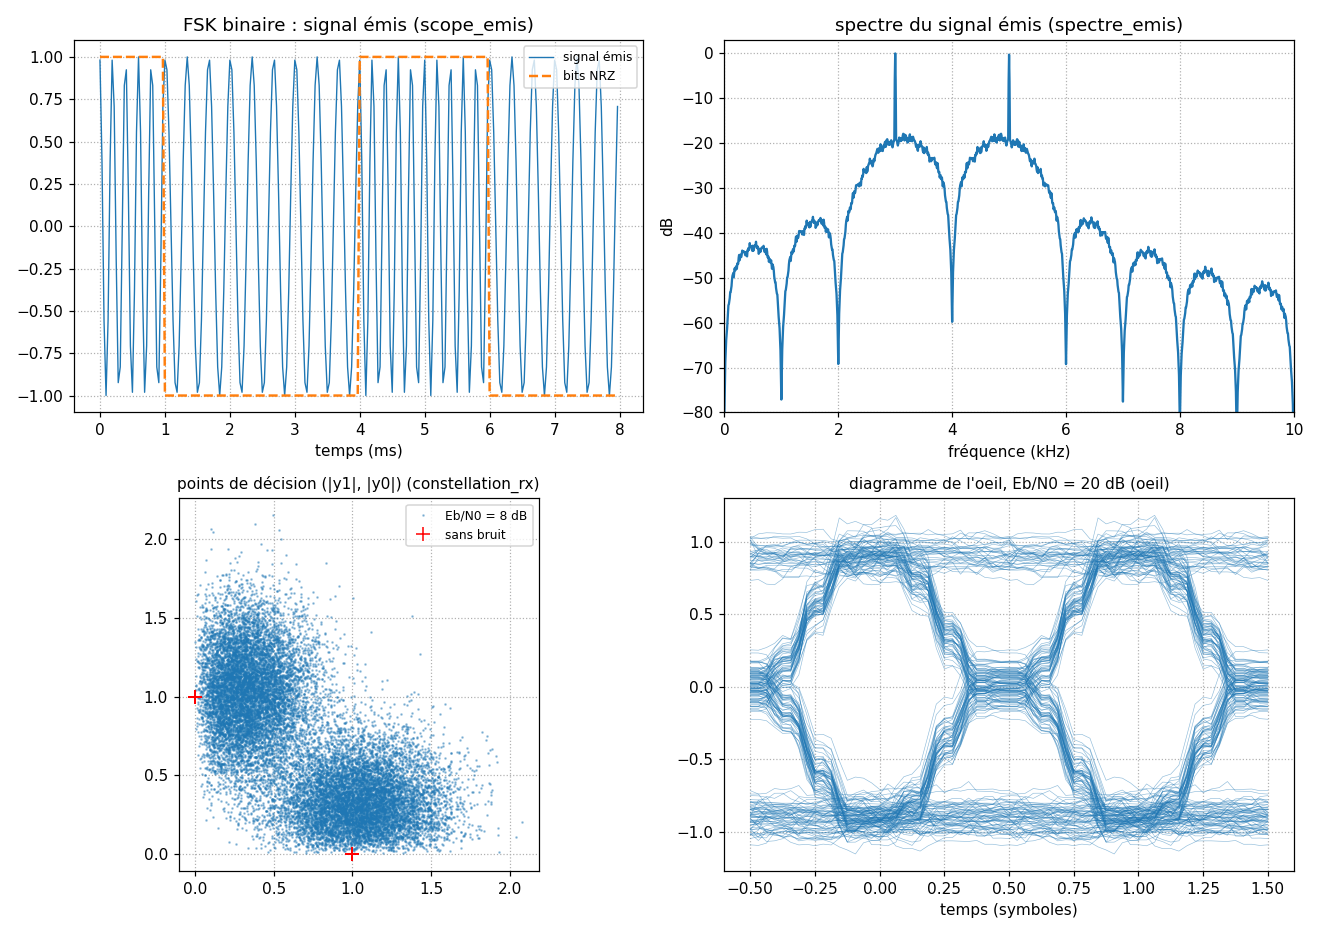 FSK binaire : signal émis (scope_emis)
1.00
0.75
0.50
0.25
0.00
−0.25
−0.50
−0.75
−1.00
signal émis
bits NRZ
0 1 2 3 4 5 6 7 8
temps (ms)
spectre du signal émis (spectre_emis)
dB
0
−10
−20
−30
−40
−50
−60
−70
−80
0 2 4 6 8 10
fréquence (kHz)
points de décision (|y1|, |y0|) (constellation_rx)
2.0
1.5
1.0
0.5
0.0
Eb/N0 = 8 dB
sans bruit
0.0 0.5 1.0 1.5 2.0
diagramme de l'oeil, Eb/N0 = 20 dB (oeil)
1.0
0.5
0.0
−0.5
−1.0
−0.50 −0.25 0.00 0.25 0.50 0.75 1.00 1.25 1.50
temps (symboles)